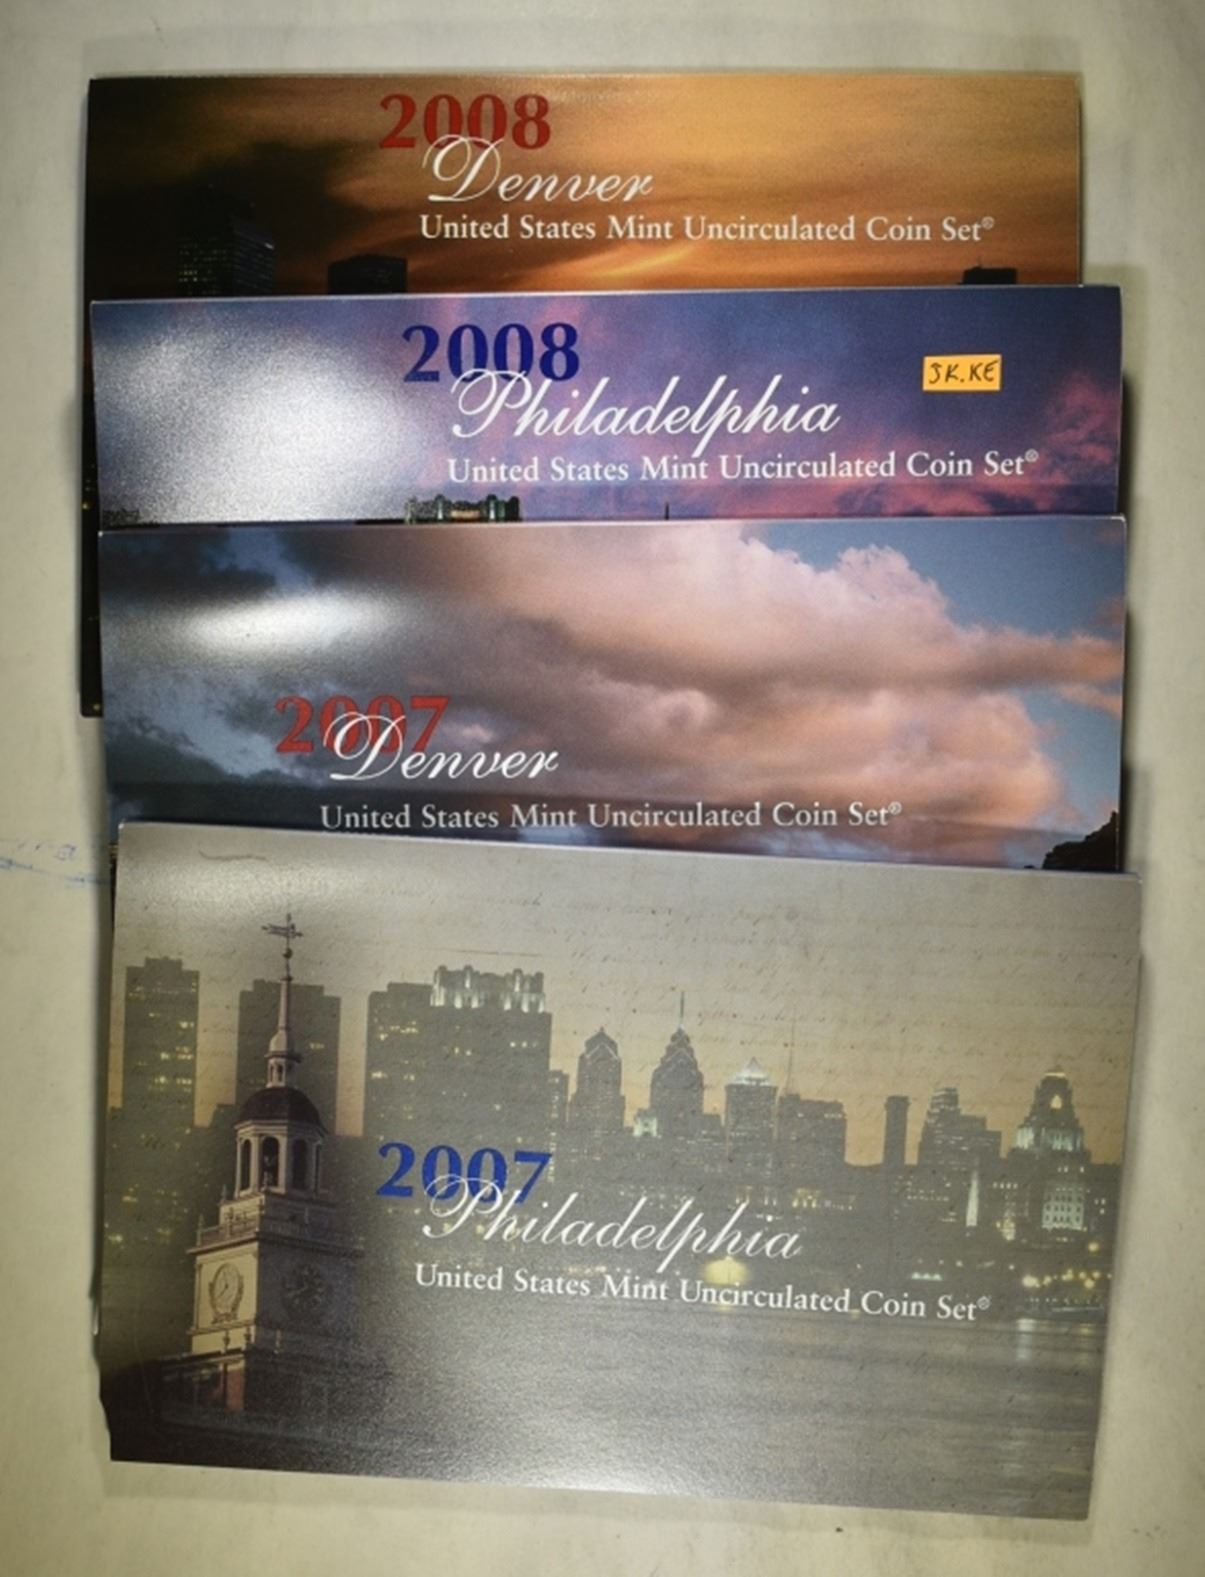 2008
Denver
United States Mint Uncirculated Coin Set®
2008
JK.KE
Philadelphia
United States Mint Uncirculated Coin Set®
2007
Denver
United States Mint Uncirculated Coin Set®
2007
Philadelphia
United States Mint Uncirculated Coin Set®